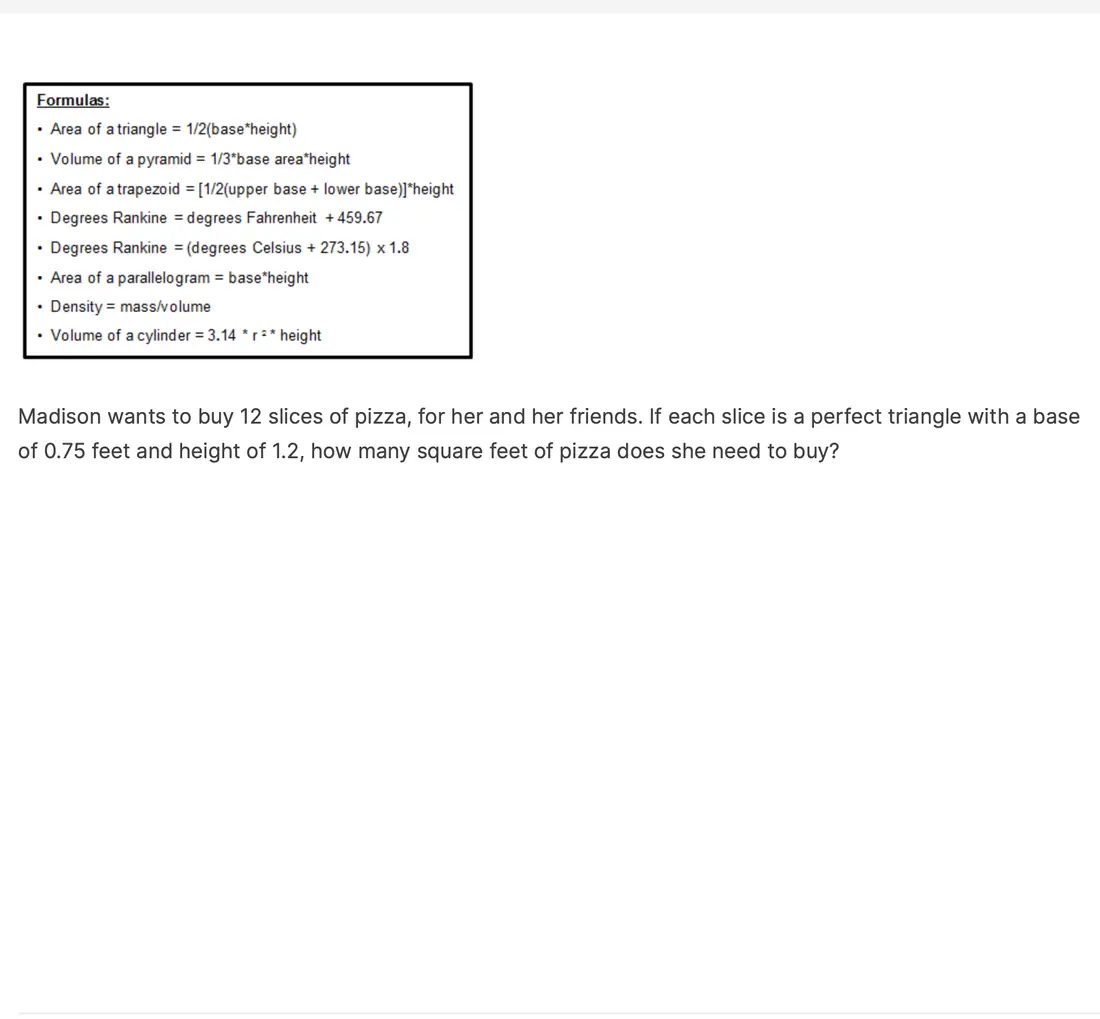 Formulas:
• Area of a triangle = 1/2(base*height)
• Volume of a pyramid = 1/3*base area*height
• Area of a trapezoid = [1/2(upper base + lower base)]*height
• Degrees Rankine = degrees Fahrenheit + 459.67
• Degrees Rankine = (degrees Celsius + 273.15) x 1.8
• Area of a parallelogram = base*height
• Density = mass/volume
• Volume of a cylinder = 3.14 * r ² * height
Madison wants to buy 12 slices of pizza, for her and her friends. If each slice is a perfect triangle with a base
of 0.75 feet and height of 1.2, how many square feet of pizza does she need to buy?